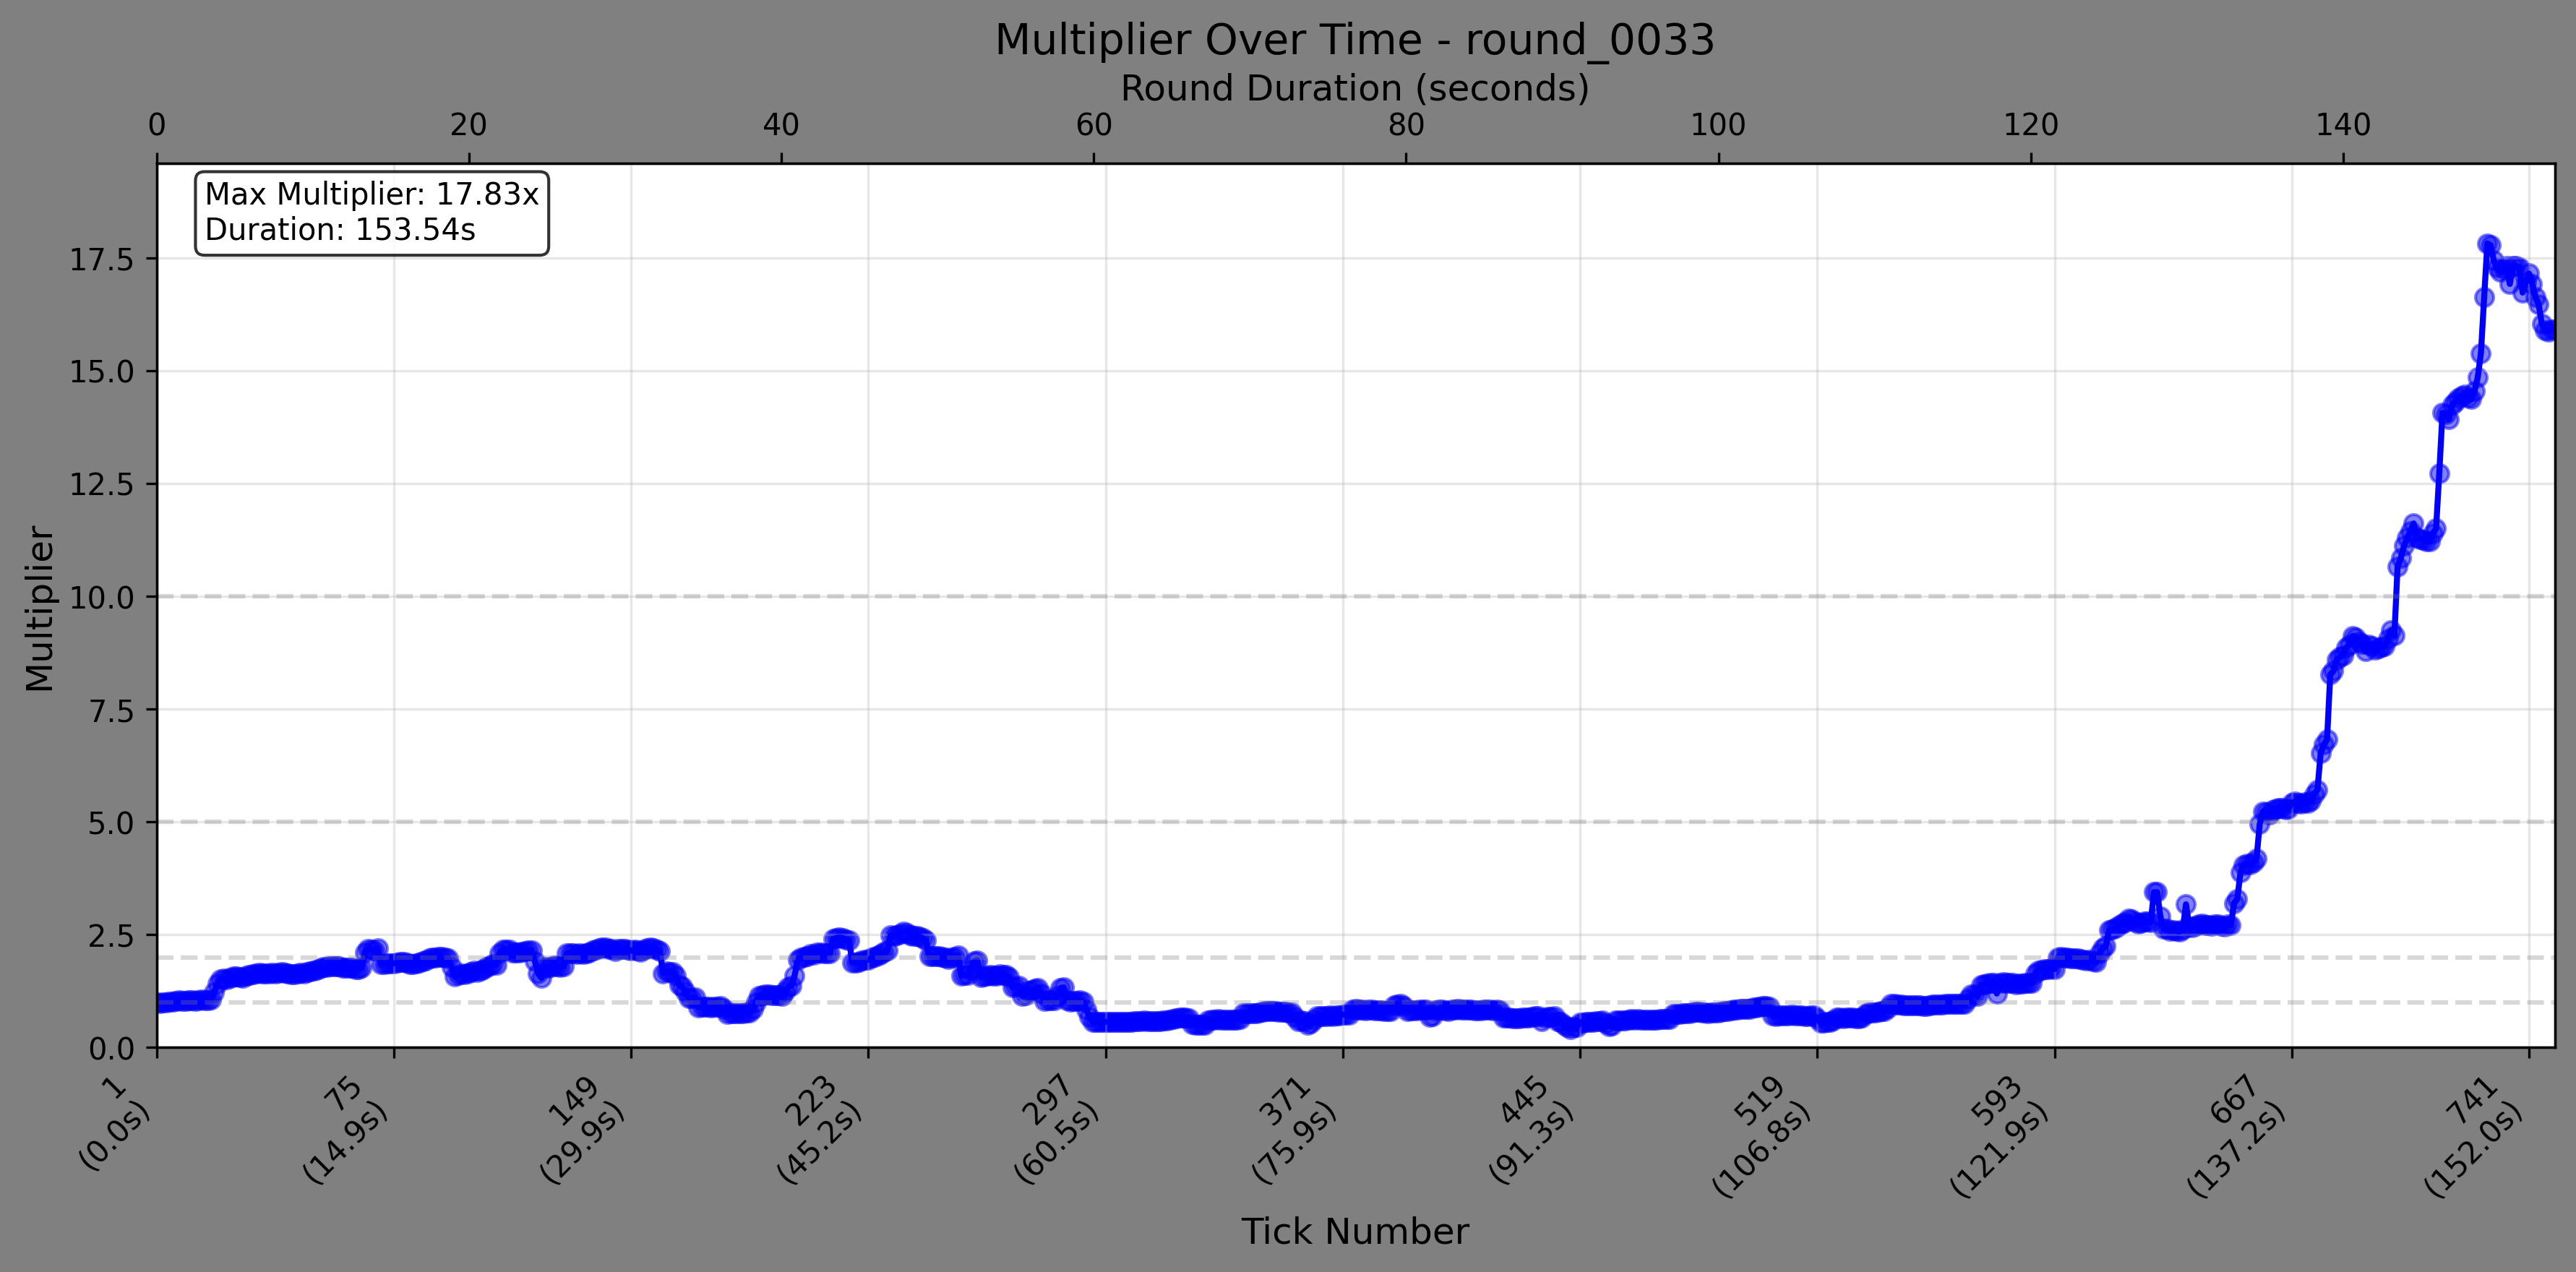 Multiplier Over Time - round_0033
Round Duration (seconds)
0 20 40 60 80 100 120 140
Max Multiplier: 17.83x
Duration: 153.54s
Multiplier
17.5
15.0
12.5
10.0
7.5
5.0
2.5
0.0
1
(0.0s)
75
(14.9s)
149
(29.9s)
223
(45.2s)
297
(60.5s)
371
(75.9s)
445
(91.3s)
519
(106.8s)
593
(121.9s)
667
(137.2s)
741
(152.0s)
Tick Number